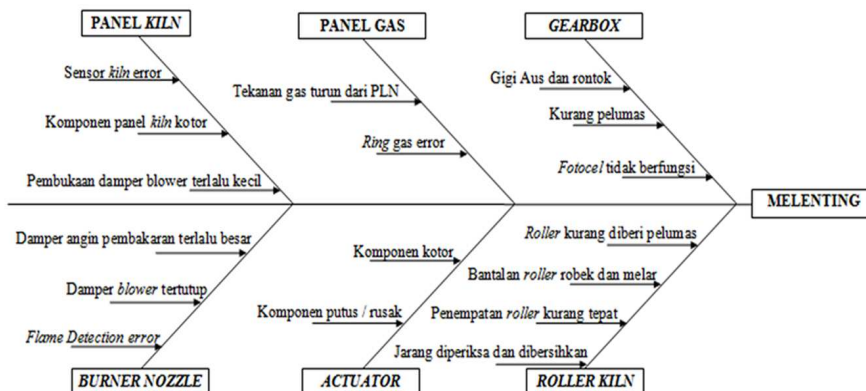 PANEL KILN
Sensor kiln error
Komponen panel kiln kotor
Pembukaan damper blower terlalu kecil
PANEL GAS
Tekanan gas turun dari PLN
Ring gas error
GEARBOX
Gigi Aus dan rontok
Kurang pelumas
Fotocel tidak berfungsi
MELENTING
Damper angin pembakaran terlalu besar
Damper blower tertutup
Flame Detection error
BURNER NOZZLE
Komponen kotor
Komponen putus / rusak
ACTUATOR
Roller kurang diberi pelumas
Bantalan roller robek dan melar
Penempatan roller kurang tepat
Jarang diperiksa dan dibersihkan
ROLLER KILN